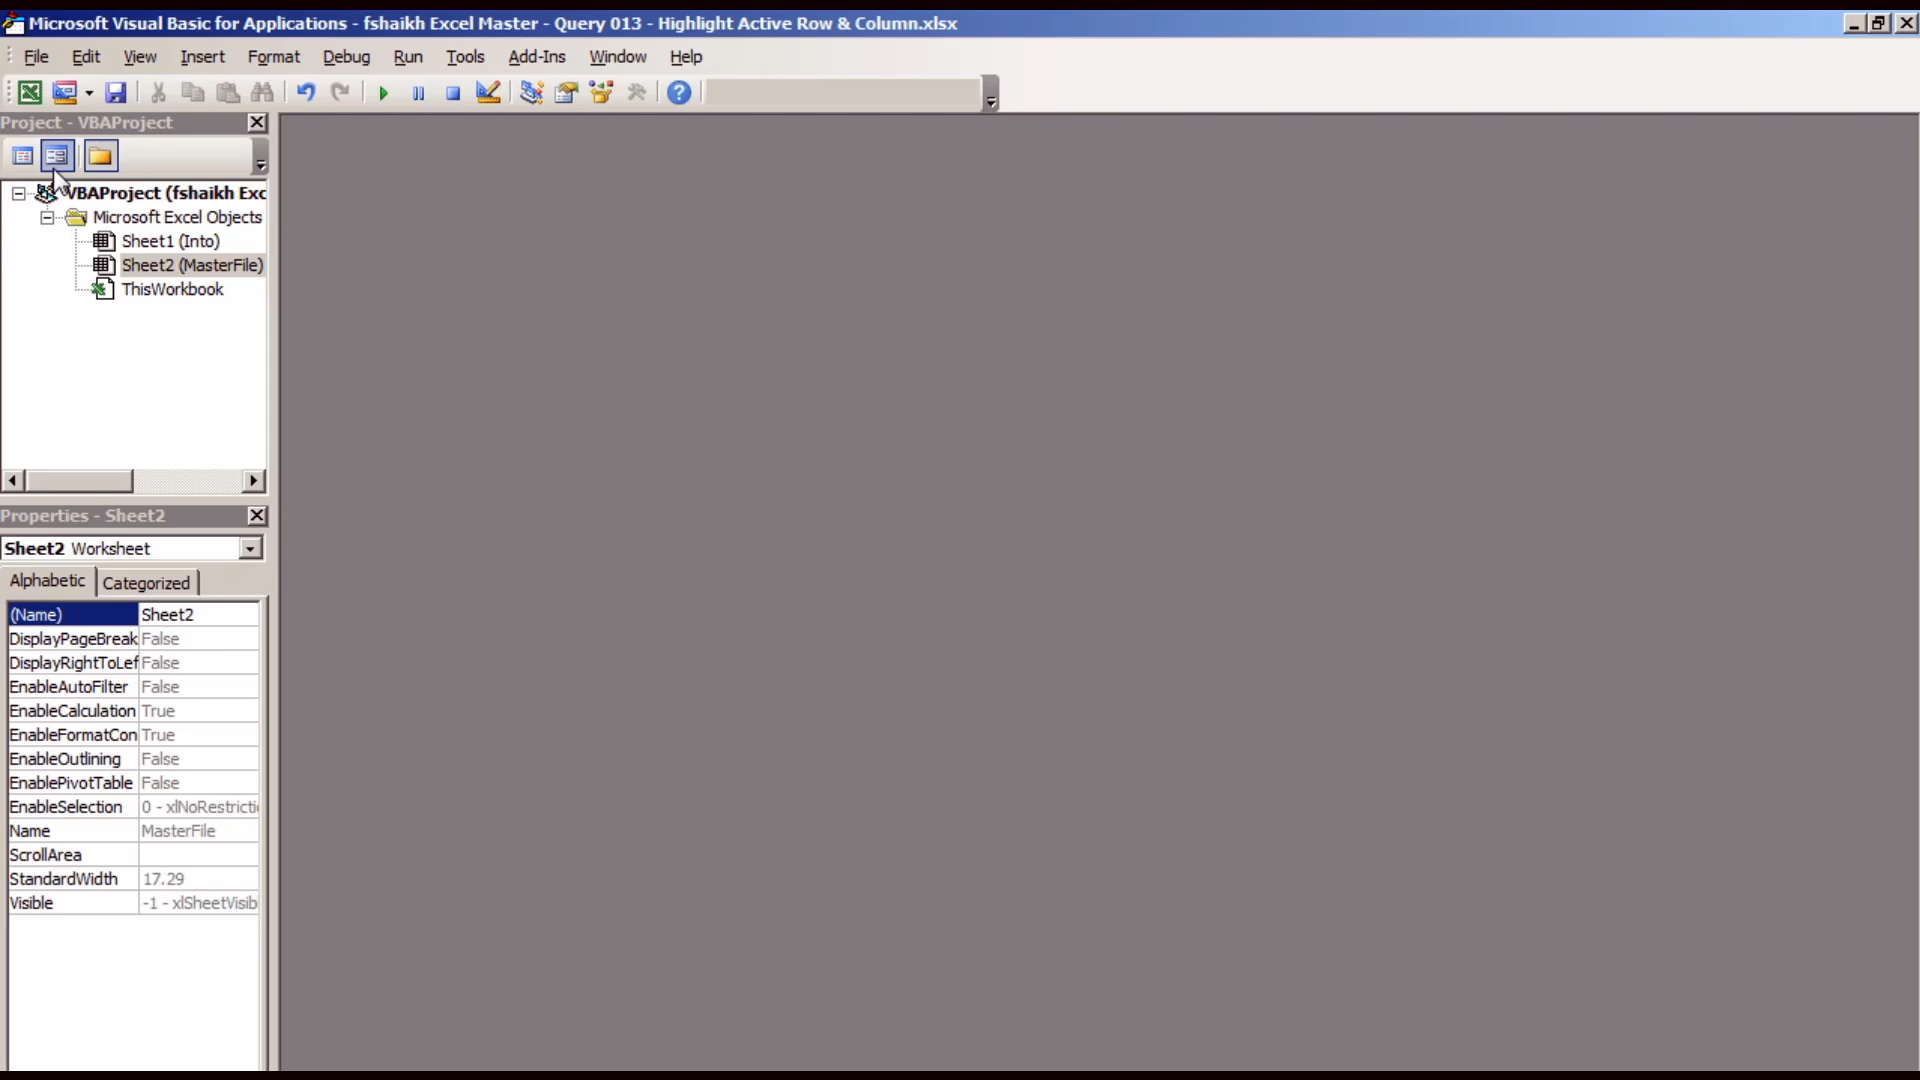 Microsoft Visual Basic for Applications - fshaikh Excel Master - Query 013 - Highlight Active Row & Column.xlsx
File Edit View Insert Format Debug Run Tools Add-Ins Window Help
Project - VBAProject
VBAProject (fshaikh Exc
Microsoft Excel Objects
Sheet1 (Into)
Sheet2 (MasterFile)
ThisWorkbook
Properties - Sheet2
Sheet2 Worksheet
Alphabetic Categorized
(Name) Sheet2
DisplayPageBreak False
DisplayRightToLef False
EnableAutoFilter False
EnableCalculation True
EnableFormatCon True
EnableOutlining False
EnablePivotTable False
EnableSelection 0 - xlNoRestricti
Name MasterFile
ScrollArea
StandardWidth 17.29
Visible -1 - xlSheetVisib